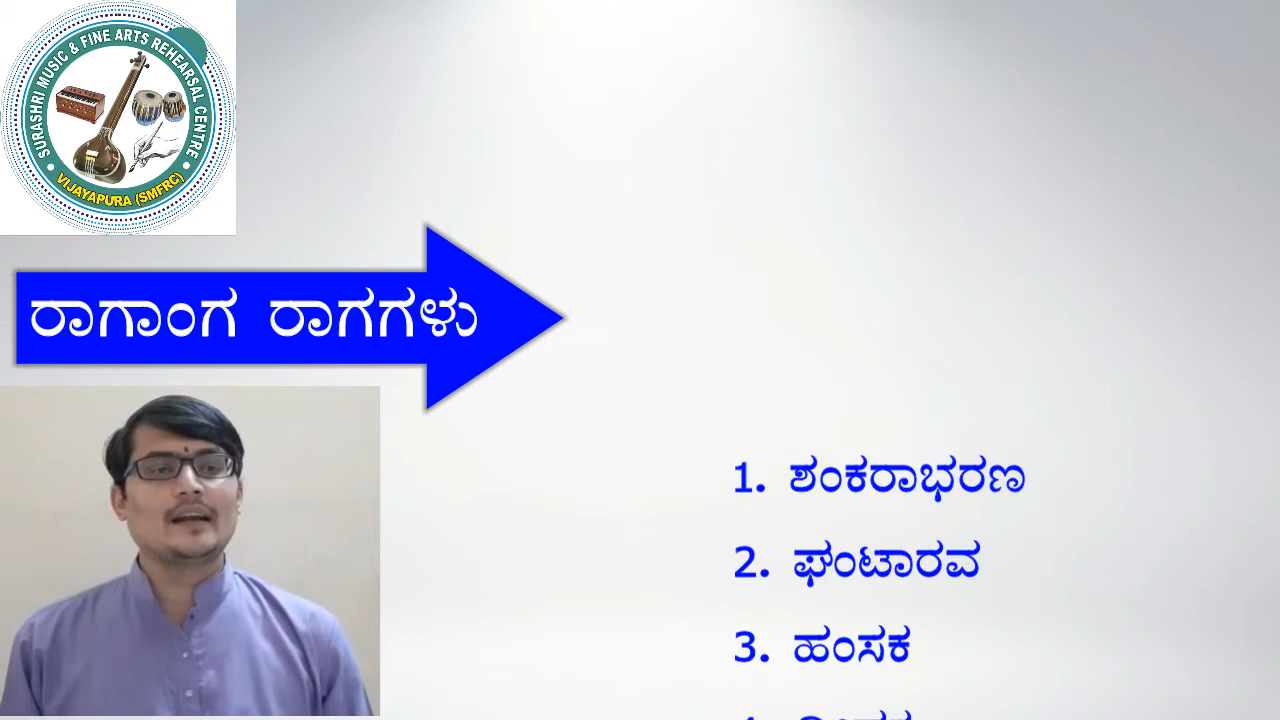 SURASHRI MUSIC & FINE ARTS REHEARSAL CENTRE
VIJAYAPURA (SMFRC)
ರಾಗಾಂಗ ರಾಗಗಳು
1. ಶಂಕರಾಭರಣ
2. ಘಂಟಾರವ
3. ಹಂಸಕ